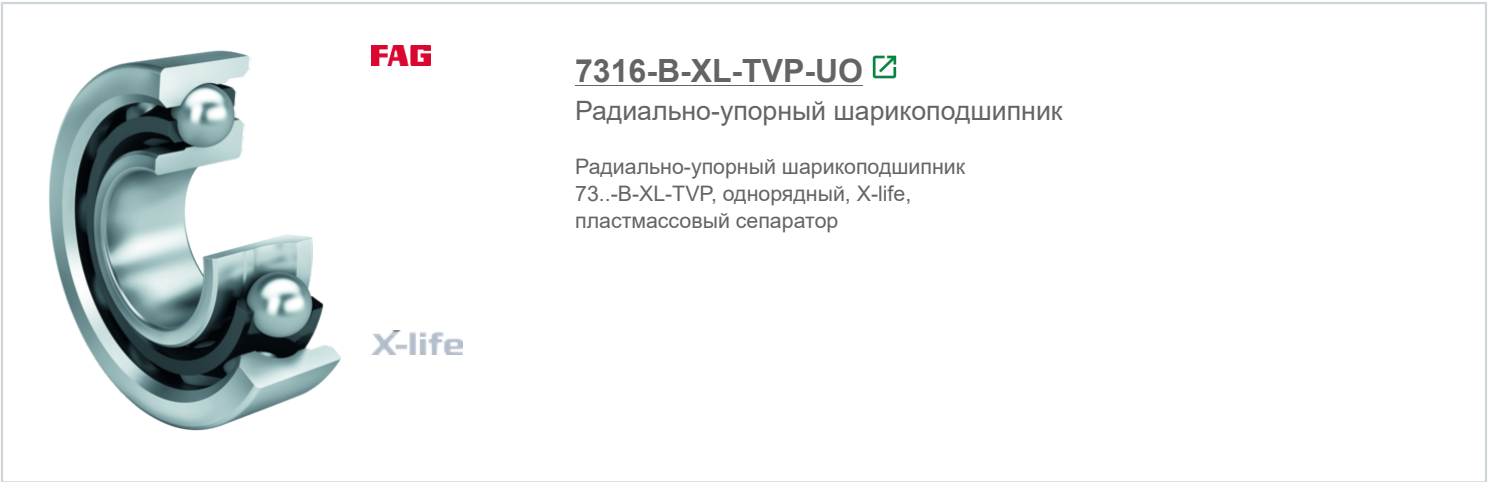 FAG
7316-B-XL-TVP-UO
Радиально-упорный шарикоподшипник
Радиально-упорный шарикоподшипник
73..-B-XL-TVP, однорядный, X-life,
пластмассовый сепаратор
X-life